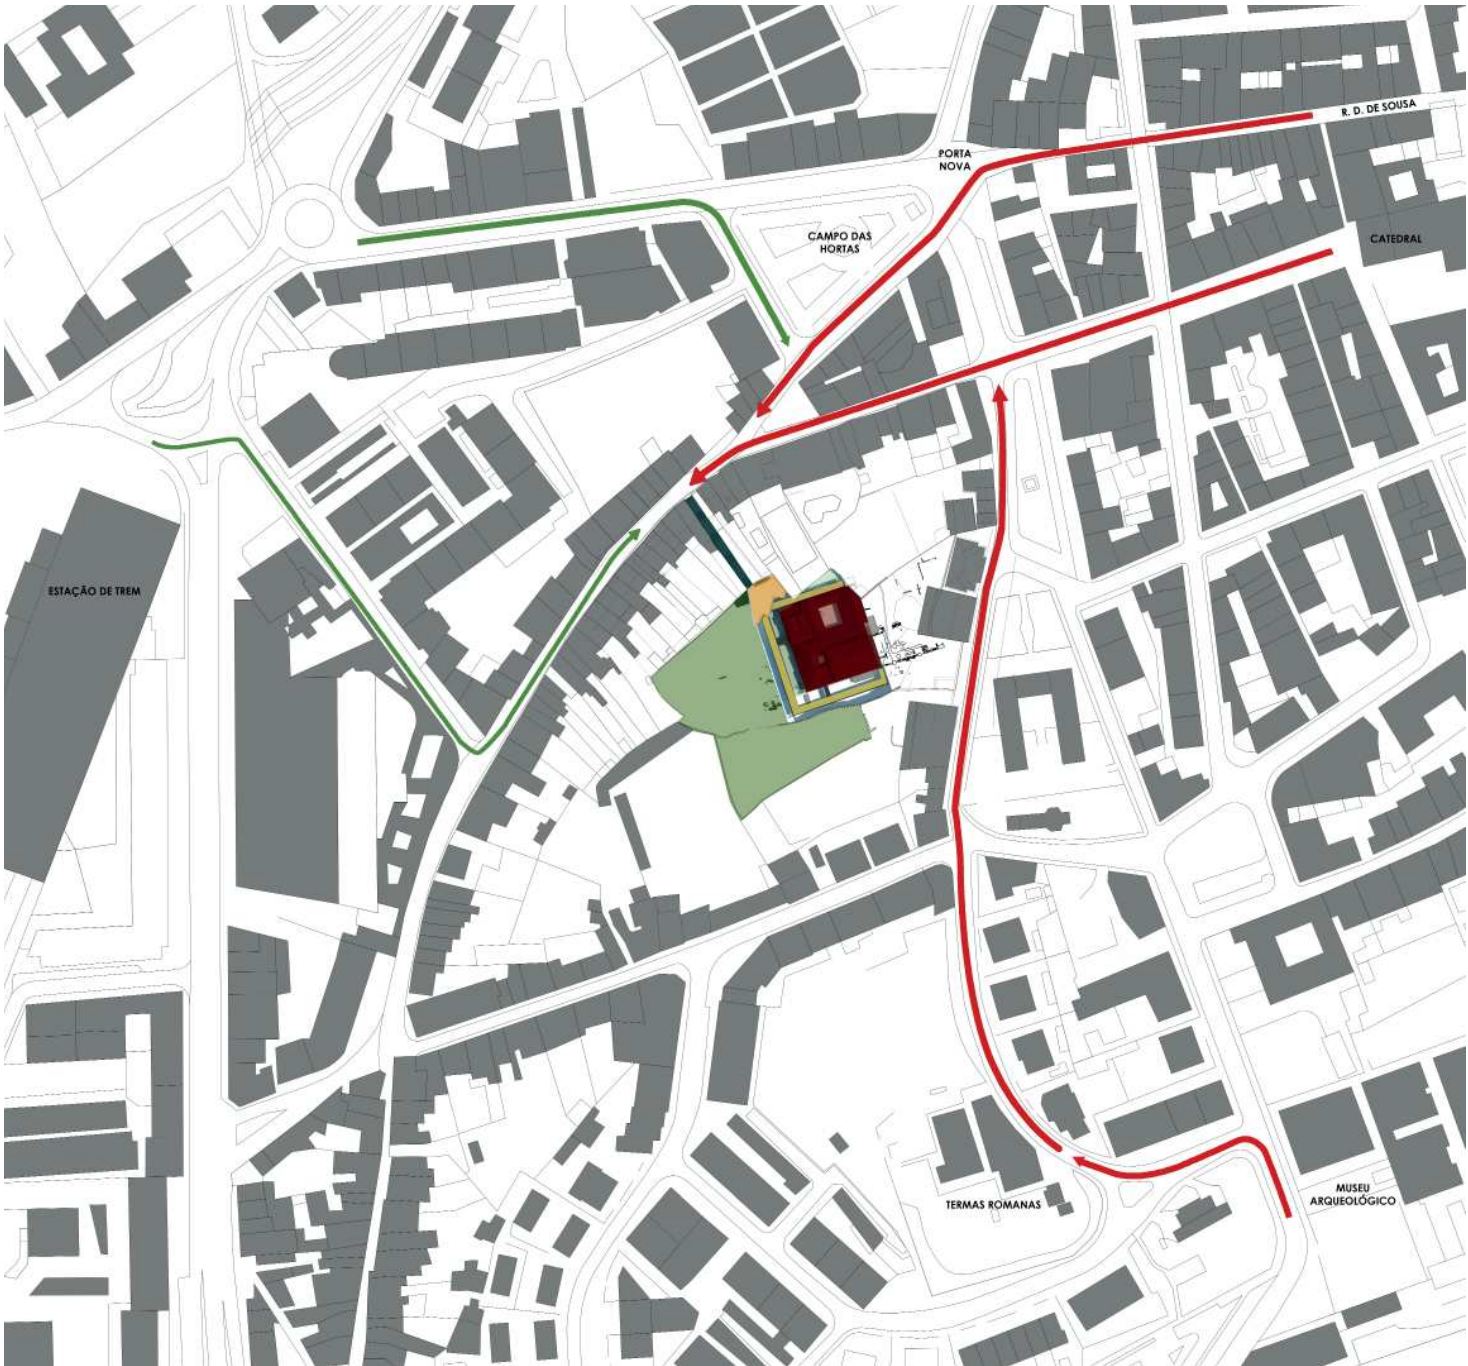 R. D. DE SOUSA
PORTA
NOVA
CAMPO DAS
HORTAS
CATEDRAL
ESTAÇÃO DE TREM
MUSEU
ARQUEOLÓGICO
TERMAS ROMANAS